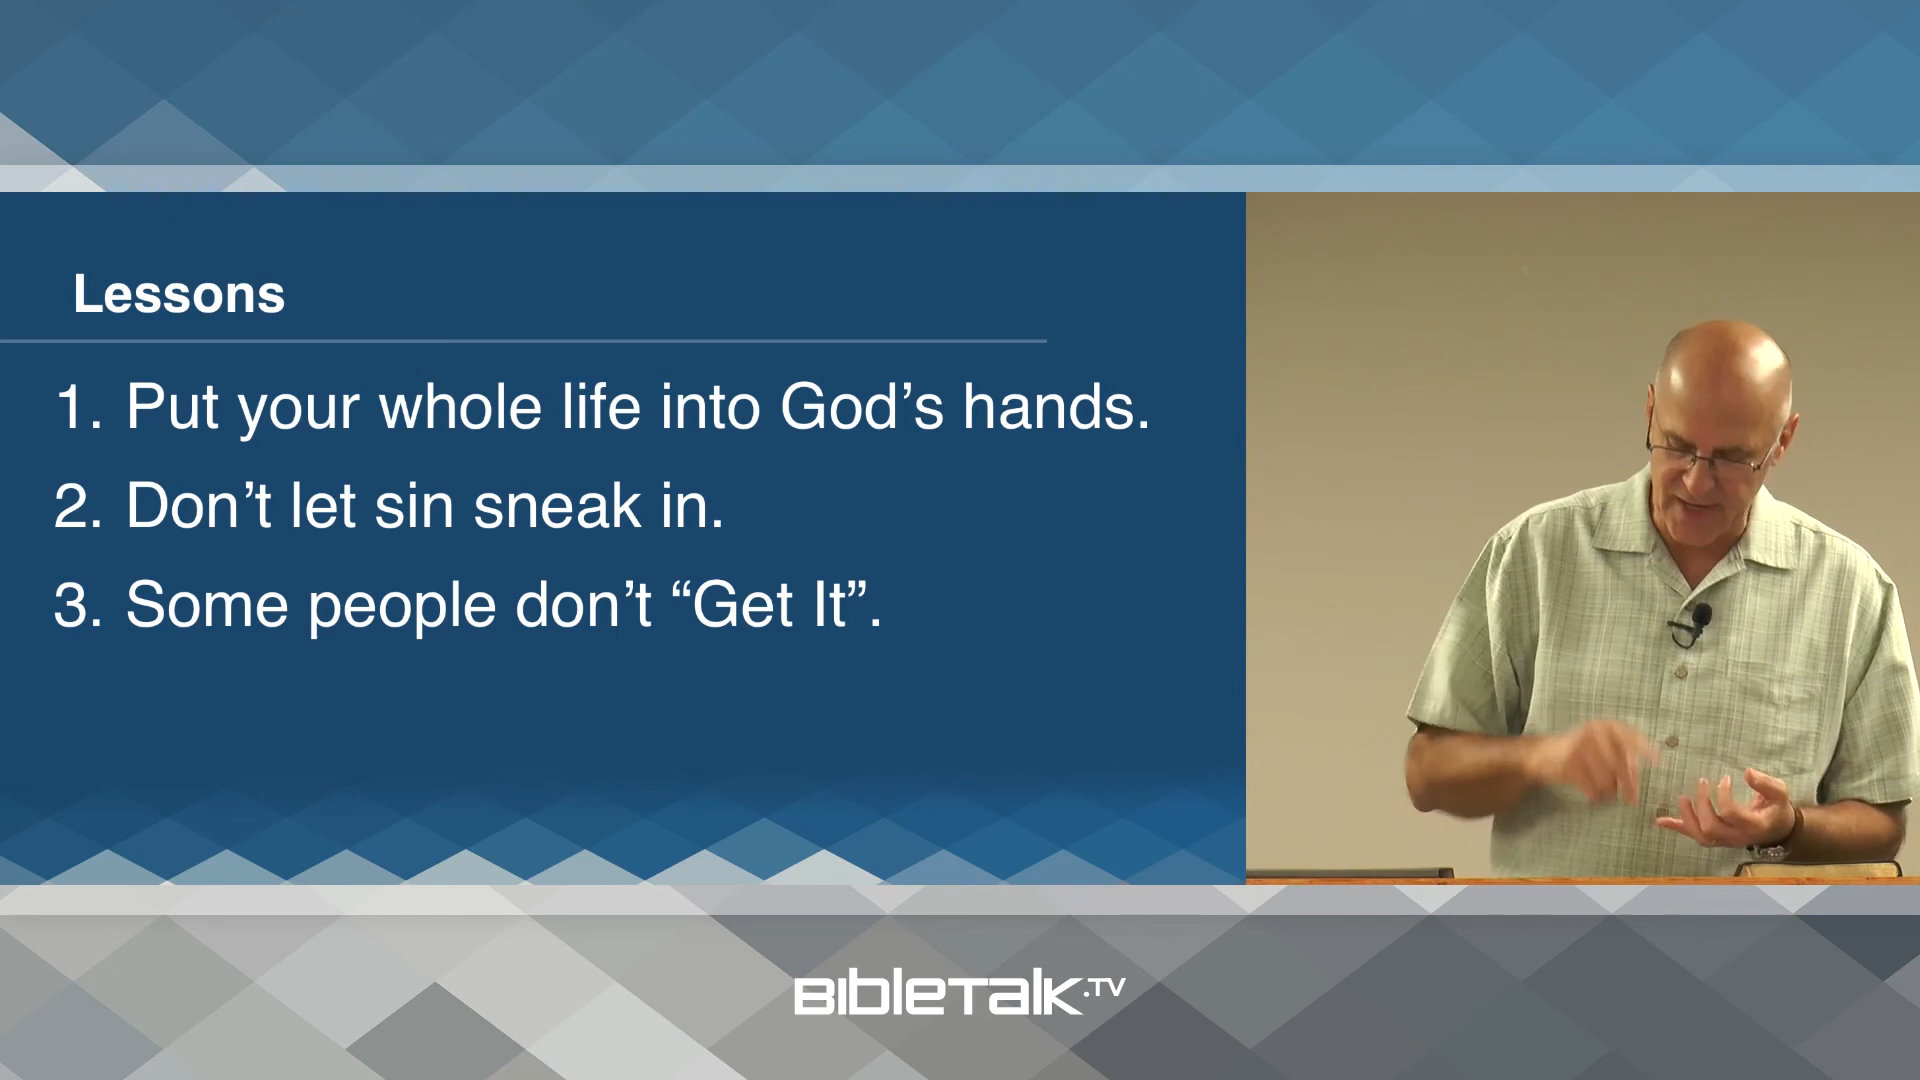 Lessons
1. Put your whole life into God’s hands.
2. Don’t let sin sneak in.
3. Some people don’t “Get It”.
BIBLETALK.TV